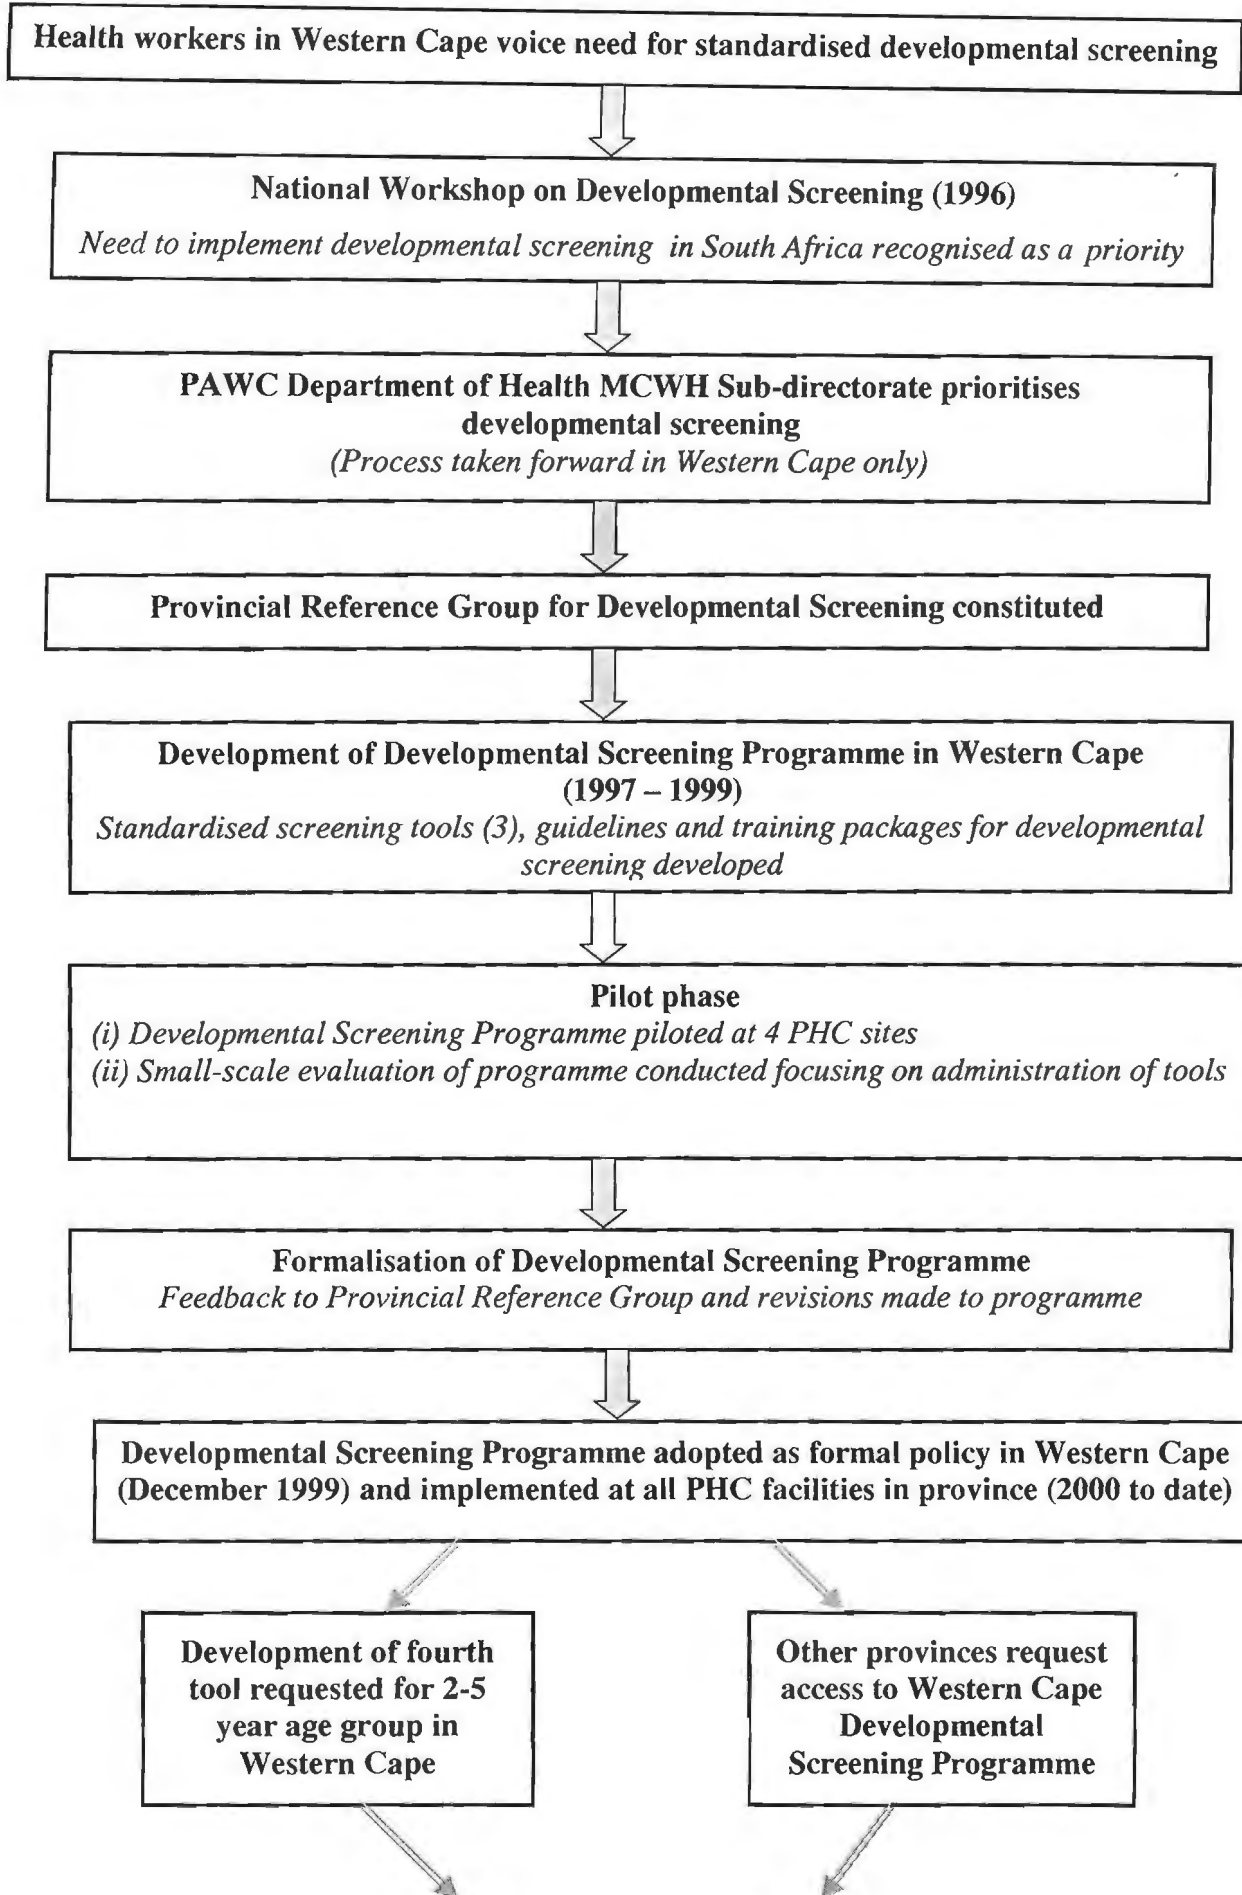 Health workers in Western Cape voice need for standardised developmental screening
National Workshop on Developmental Screening (1996)
Need to implement developmental screening in South Africa recognised as a priority
PAWC Department of Health MCWH Sub-directorate prioritises
developmental screening
(Process taken forward in Western Cape only)
Provincial Reference Group for Developmental Screening constituted
Development of Developmental Screening Programme in Western Cape
(1997 – 1999)
Standardised screening tools (3), guidelines and training packages for developmental
screening developed
Pilot phase
(i) Developmental Screening Programme piloted at 4 PHC sites
(ii) Small-scale evaluation of programme conducted focusing on administration of tools
Formalisation of Developmental Screening Programme
Feedback to Provincial Reference Group and revisions made to programme
Developmental Screening Programme adopted as formal policy in Western Cape
(December 1999) and implemented at all PHC facilities in province (2000 to date)
Development of fourth
tool requested for 2-5
year age group in
Western Cape
Other provinces request
access to Western Cape
Developmental
Screening Programme